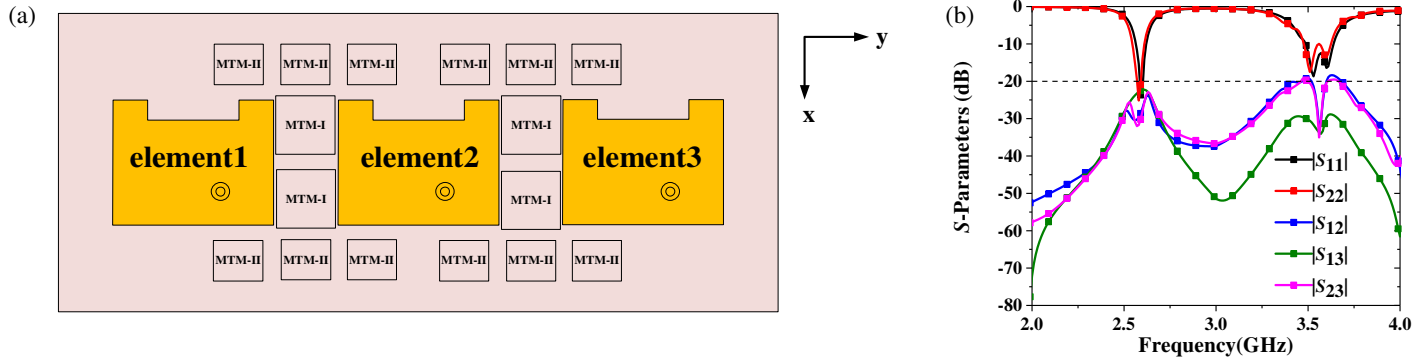 (a)
MTM-II MTM-II MTM-II MTM-II MTM-II MTM-II
MTM-I MTM-I
element1 element2 element3
MTM-I MTM-I
MTM-II MTM-II MTM-II MTM-II MTM-II MTM-II
y
x
(b)
S-Parameters (dB)
0
-10
-20
-30
-40
-50
-60
-70
-80
|S11|
|S22|
|S12|
|S13|
|S23|
2.0 2.5 3.0 3.5 4.0
Frequency(GHz)